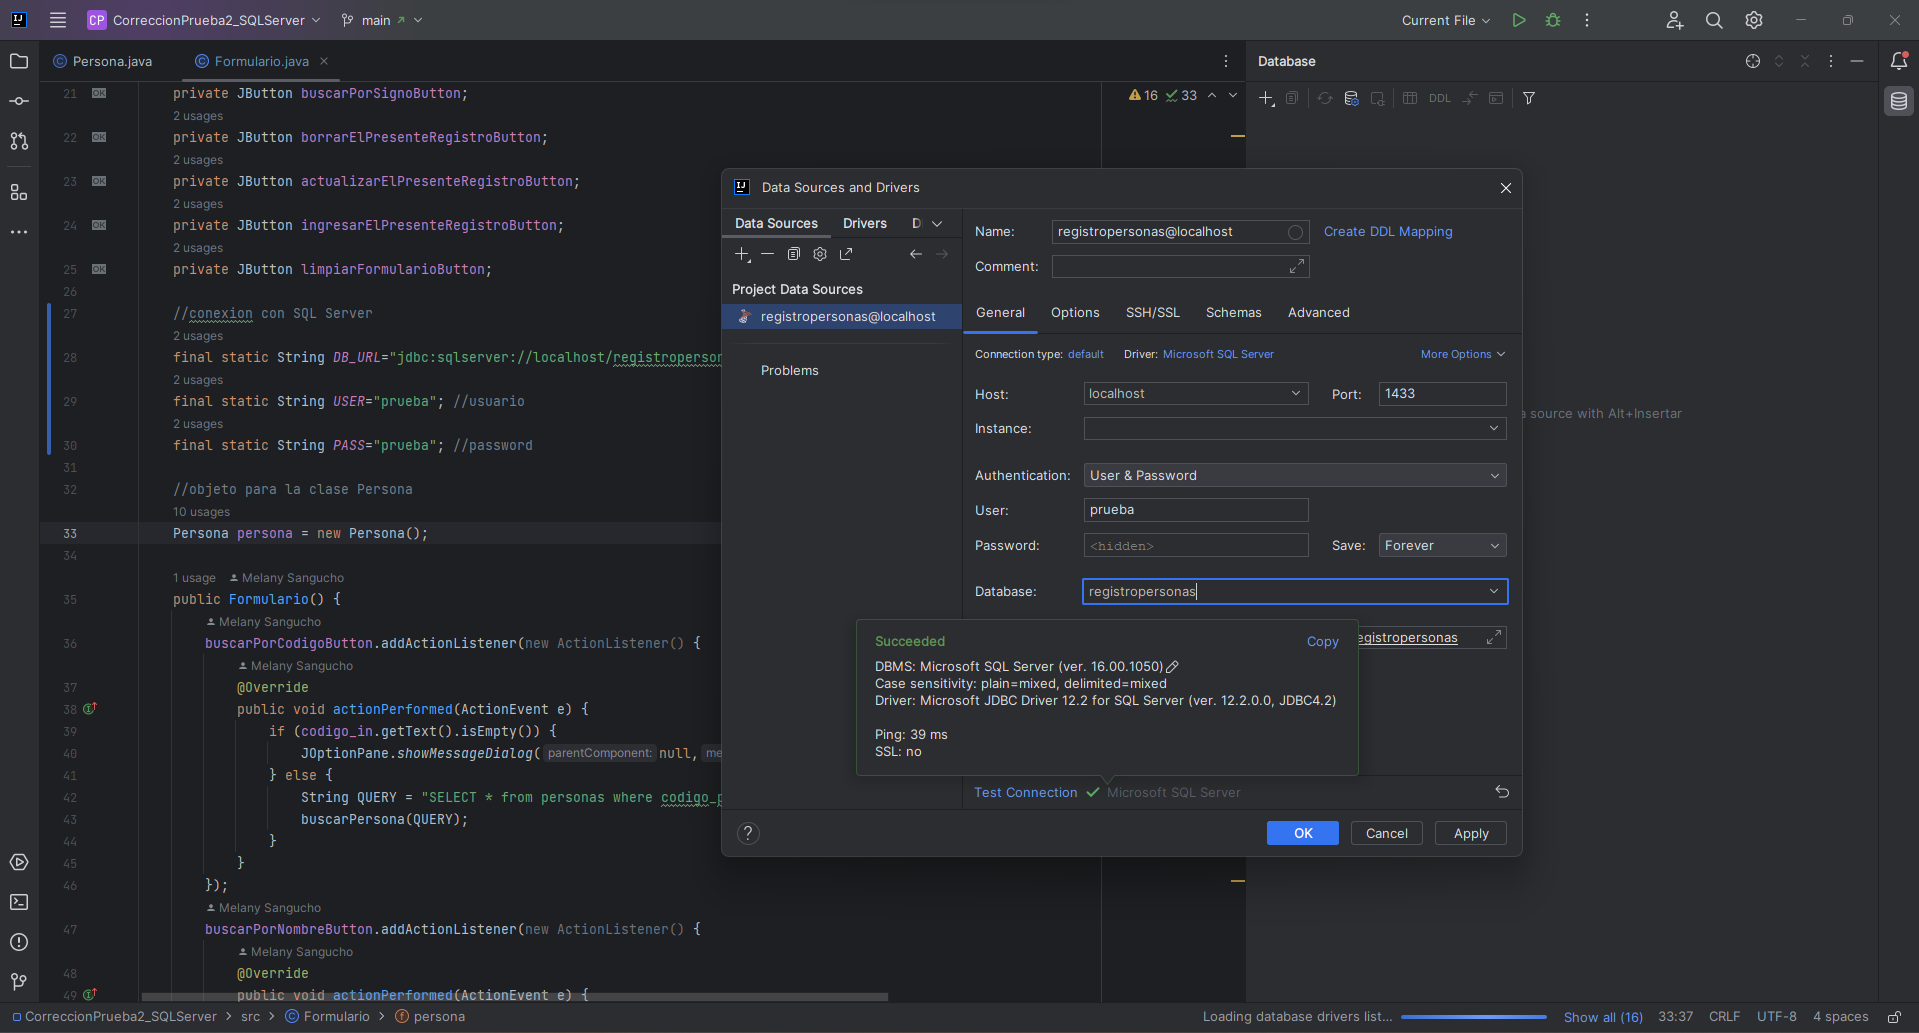 CP CorreccionPrueba2_SQLServer main Current File
Persona.java Formulario.java
16 33
21 private JButton buscarPorSignoButton;
2 usages
22 private JButton borrarElPresenteRegistroButton;
2 usages
23 private JButton actualizarElPresenteRegistroButton;
2 usages
24 private JButton ingresarElPresenteRegistroButton;
2 usages
25 private JButton limpiarFormularioButton;
26
27 //conexion con SQL Server
2 usages
28 final static String DB_URL="jdbc:sqlserver://localhost/registroperson
2 usages
29 final static String USER="prueba"; //usuario
2 usages
30 final static String PASS="prueba"; //password
31
32 //objeto para la clase Persona
10 usages
33 Persona persona = new Persona();
34
1 usage Melany Sangucho
35 public Formulario() {
Melany Sangucho
36 buscarPorCodigoButton.addActionListener(new ActionListener() {
Melany Sangucho
37 @Override
38 public void actionPerformed(ActionEvent e) {
39 if (codigo_in.getText().isEmpty()) {
40 JOptionPane.showMessageDialog( parentComponent: null, me
41 } else {
42 String QUERY = "SELECT * from personas where codigo_p
43 buscarPersona(QUERY);
44 }
45 }
46 });
Melany Sangucho
47 buscarPorNombreButton.addActionListener(new ActionListener() {
Melany Sangucho
48 @Override
49 public void actionPerformed(ActionEvent e) {
Database
DDL
a source with Alt+Insertar
Data Sources and Drivers
Data Sources Drivers D
Project Data Sources
registropersonas@localhost
Problems
Name: registropersonas@localhost Create DDL Mapping
Comment:
General Options SSH/SSL Schemas Advanced
Connection type: default Driver: Microsoft SQL Server More Options
Host: localhost Port: 1433
Instance:
Authentication: User & Password
User: prueba
Password: <hidden> Save: Forever
Database: registropersonas
egistropersonas
Succeeded Copy
DBMS: Microsoft SQL Server (ver. 16.00.1050)
Case sensitivity: plain=mixed, delimited=mixed
Driver: Microsoft JDBC Driver 12.2 for SQL Server (ver. 12.2.0.0, JDBC4.2)
Ping: 39 ms
SSL: no
Test Connection Microsoft SQL Server
? OK Cancel Apply
CorreccionPrueba2_SQLServer > src > Formulario > persona
Loading database drivers list... Show all (16) 33:37 CRLF UTF-8 4 spaces